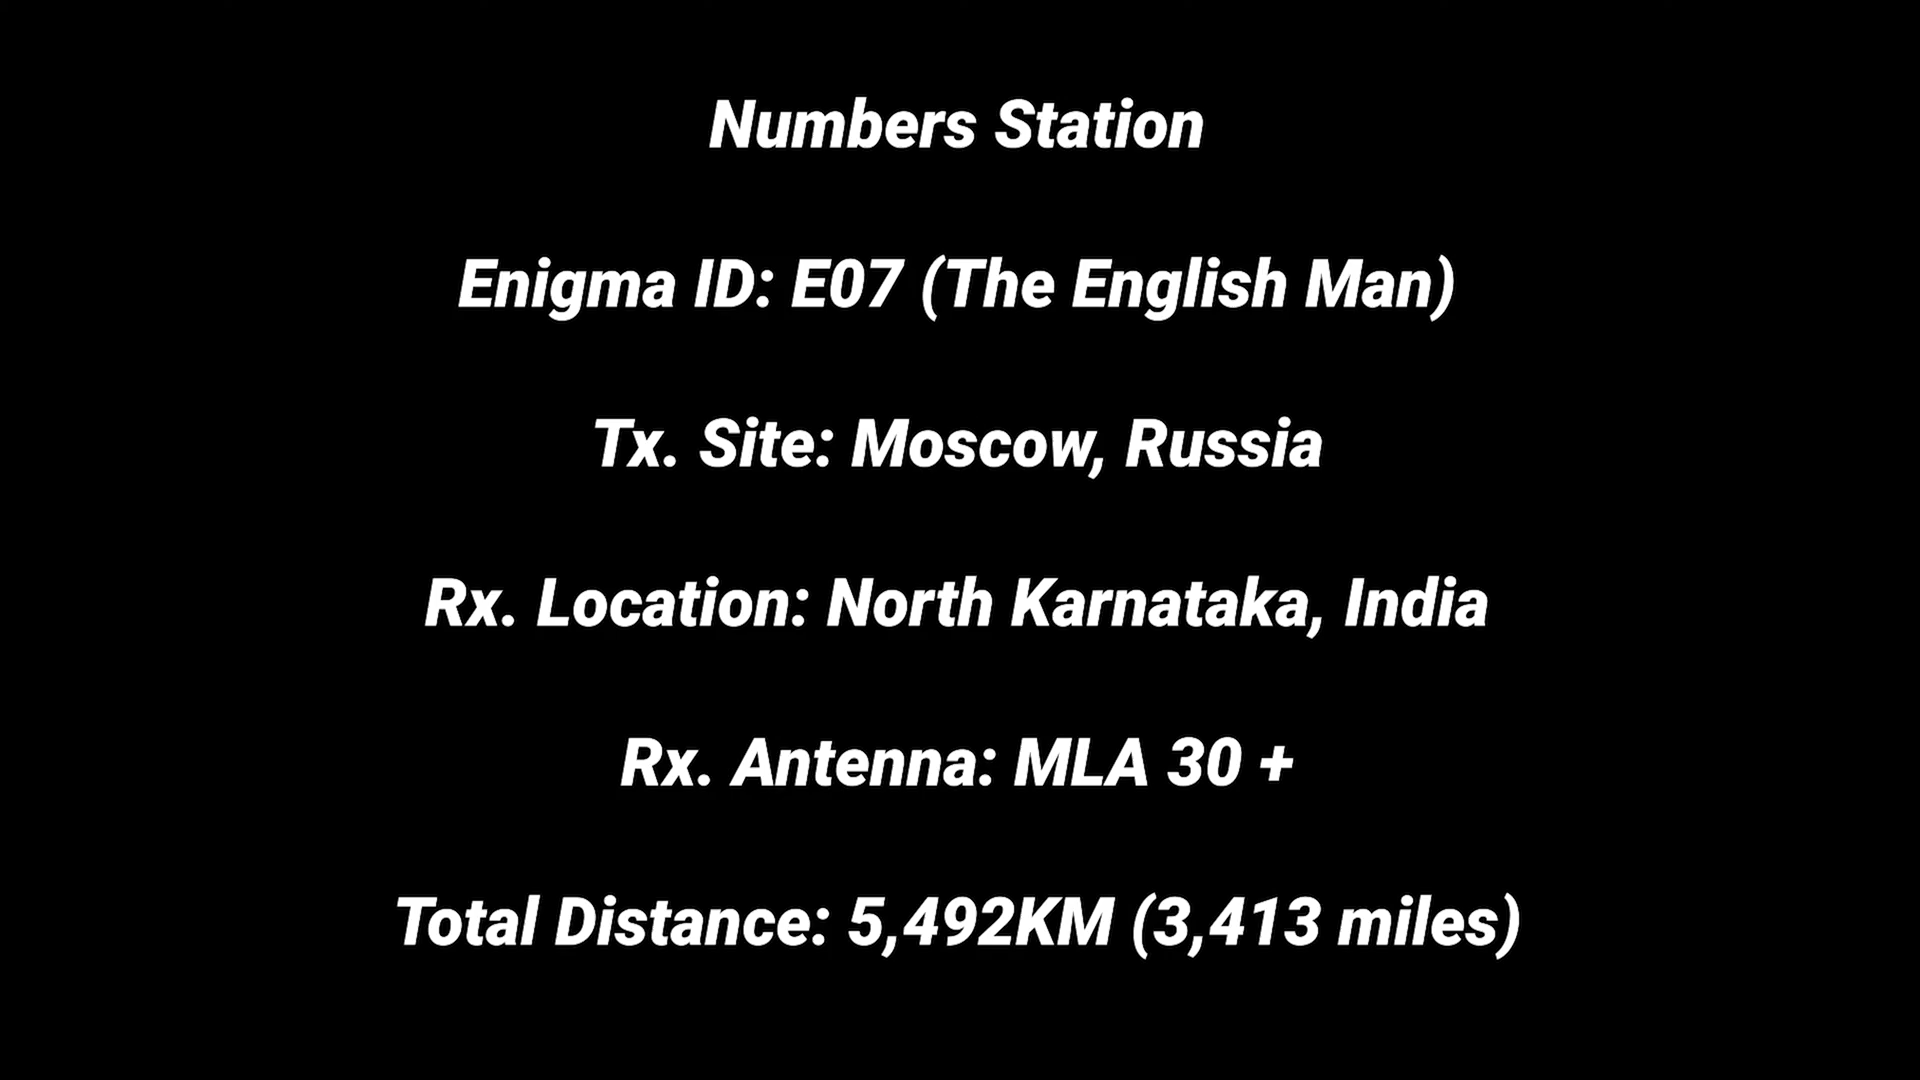 Numbers Station
Enigma ID: E07 (The English Man)
Tx. Site: Moscow, Russia
Rx. Location: North Karnataka, India
Rx. Antenna: MLA 30 +
Total Distance: 5,492KM (3,413 miles)